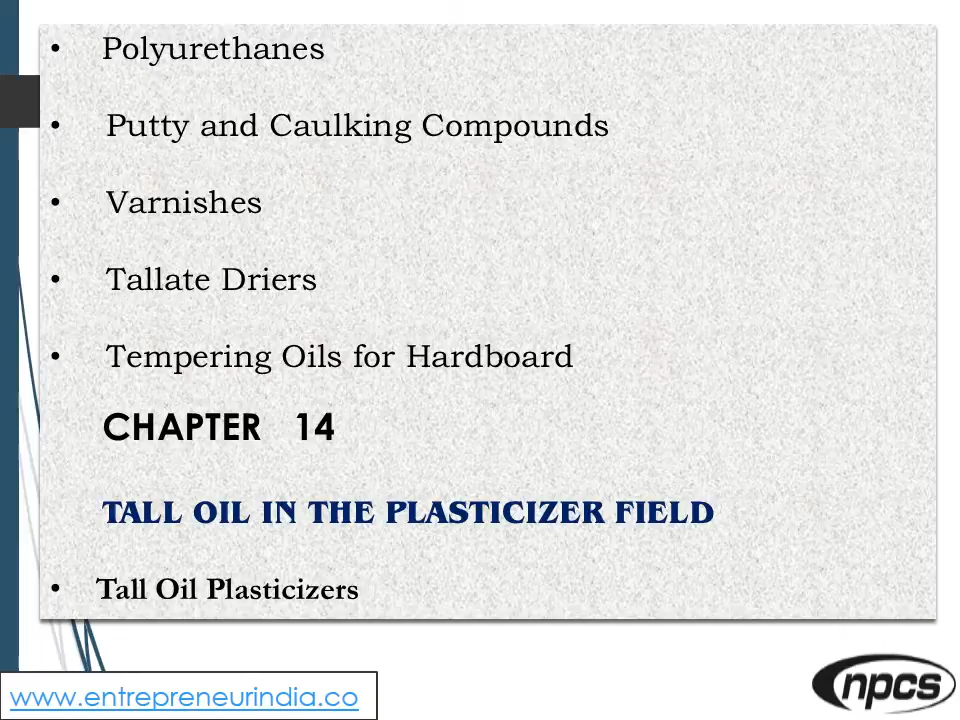 • Polyurethanes
• Putty and Caulking Compounds
• Varnishes
• Tallate Driers
• Tempering Oils for Hardboard
CHAPTER 14
TALL OIL IN THE PLASTICIZER FIELD
• Tall Oil Plasticizers
www.entrepreneurindia.co
npcs